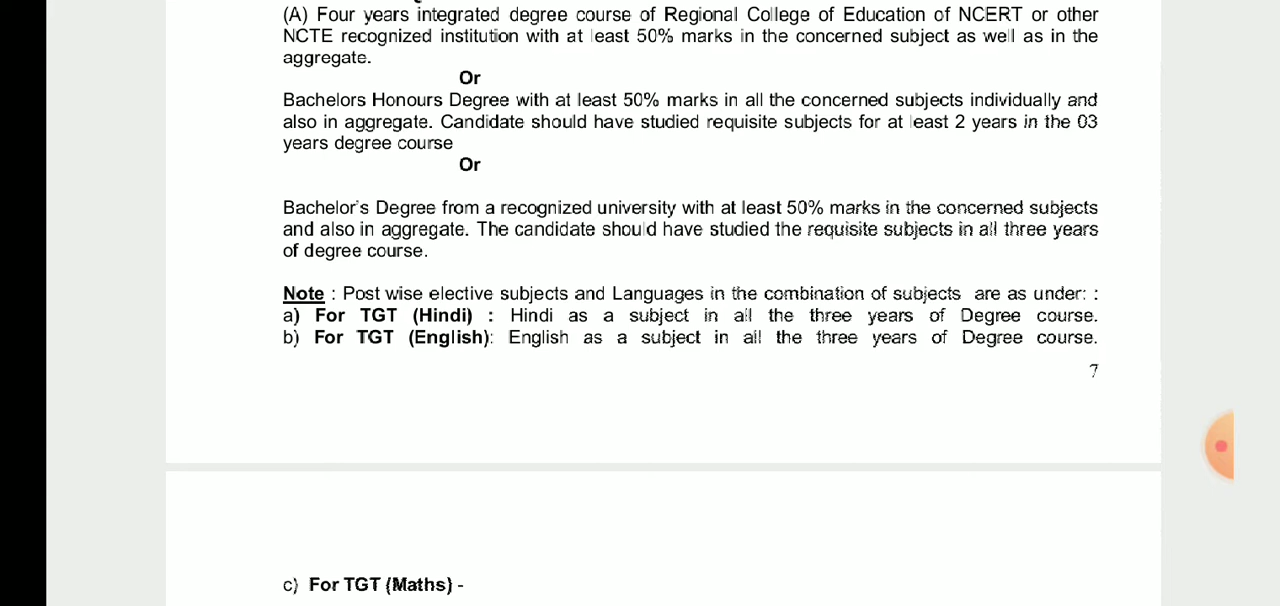 (A) Four years integrated degree course of Regional College of Education of NCERT or other
NCTE recognized institution with at least 50% marks in the concerned subject as well as in the
aggregate.
Or
Bachelors Honours Degree with at least 50% marks in all the concerned subjects individually and
also in aggregate. Candidate should have studied requisite subjects for at least 2 years in the 03
years degree course
Or
Bachelor's Degree from a recognized university with at least 50% marks in the concerned subjects
and also in aggregate. The candidate should have studied the requisite subjects in all three years
of degree course.
Note : Post wise elective subjects and Languages in the combination of subjects are as under: :
a) For TGT (Hindi) : Hindi as a subject in all the three years of Degree course.
b) For TGT (English): English as a subject in all the three years of Degree course.
7
c) For TGT (Maths) -